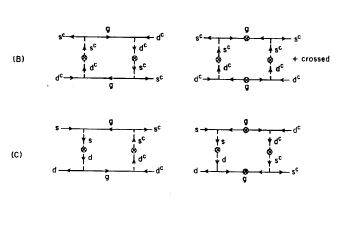 g g
s^c d^c s^c s^c
(B) s^c d^c s^c s^c + crossed
d^c s^c d^c d^c
d^c s^c d^c d^c
g g
g g
s s^c s d^c
(C) s s^c s d^c
d d^c d s^c
d d^c d s^c
g g